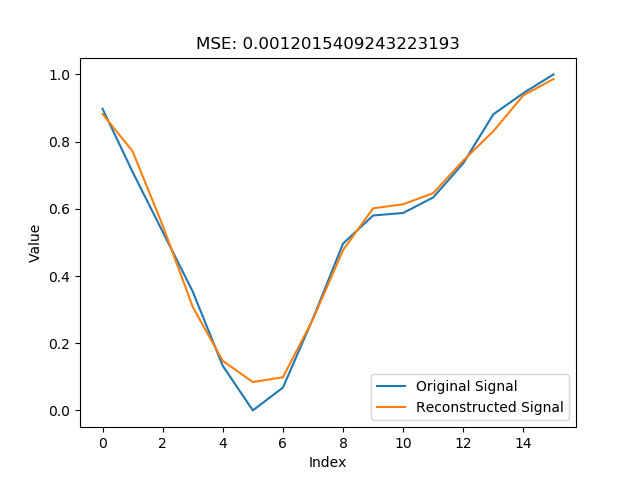 MSE: 0.0012015409243223193
1.0
0.8
0.6
0.4
0.2
0.0
Value
0 2 4 6 8 10 12 14
Index
Original Signal
Reconstructed Signal